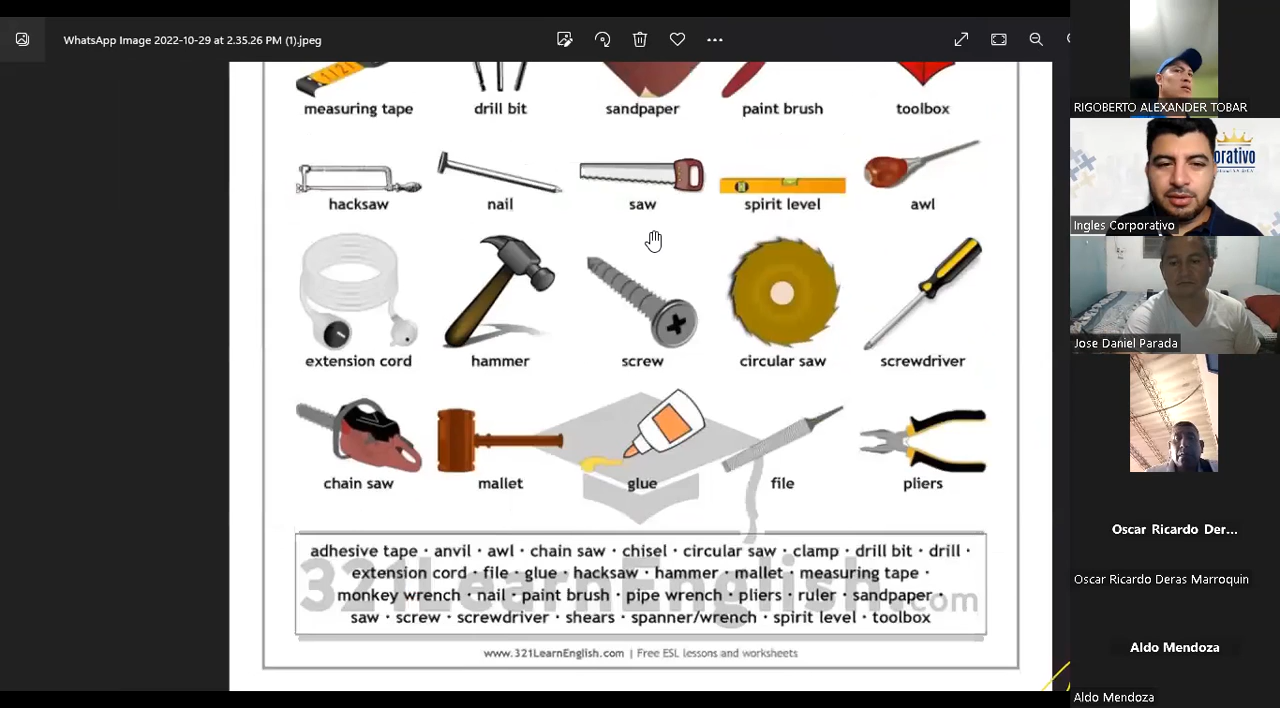 WhatsApp Image 2022-10-29 at 2.35.26 PM (1).jpeg
measuring tape drill bit sandpaper paint brush toolbox
hacksaw nail saw spirit level awl
extension cord hammer screw circular saw screwdriver
chain saw mallet glue file pliers
adhesive tape · anvil · awl · chain saw · chisel · circular saw · clamp · drill bit · drill ·
extension cord · file · glue · hacksaw · hammer · mallet · measuring tape ·
monkey wrench · nail · paint brush · pipe wrench · pliers · ruler · sandpaper ·
saw · screw · screwdriver · shears · spanner/wrench · spirit level · toolbox
321LearnEnglish.com
www.321LearnEnglish.com | Free ESL lessons and worksheets
RIGOBERTO ALEXANDER TOBAR
Ingles Corporativo
Jose Daniel Parada
Oscar Ricardo Der...
Oscar Ricardo Deras Marroquin
Aldo Mendoza
Aldo Mendoza